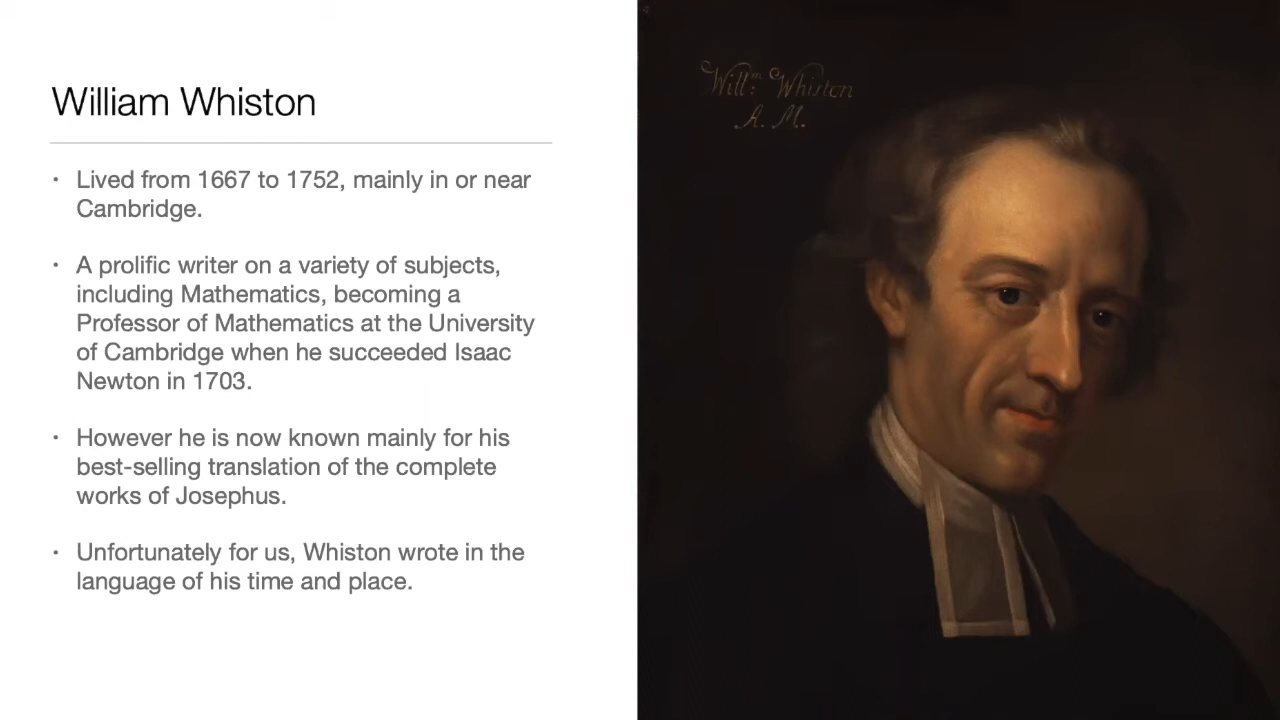 William Whiston
• Lived from 1667 to 1752, mainly in or near
Cambridge.
• A prolific writer on a variety of subjects,
including Mathematics, becoming a
Professor of Mathematics at the University
of Cambridge when he succeeded Isaac
Newton in 1703.
• However he is now known mainly for his
best-selling translation of the complete
works of Josephus.
• Unfortunately for us, Whiston wrote in the
language of his time and place.
Will:ᵐ Whiston
A. M.